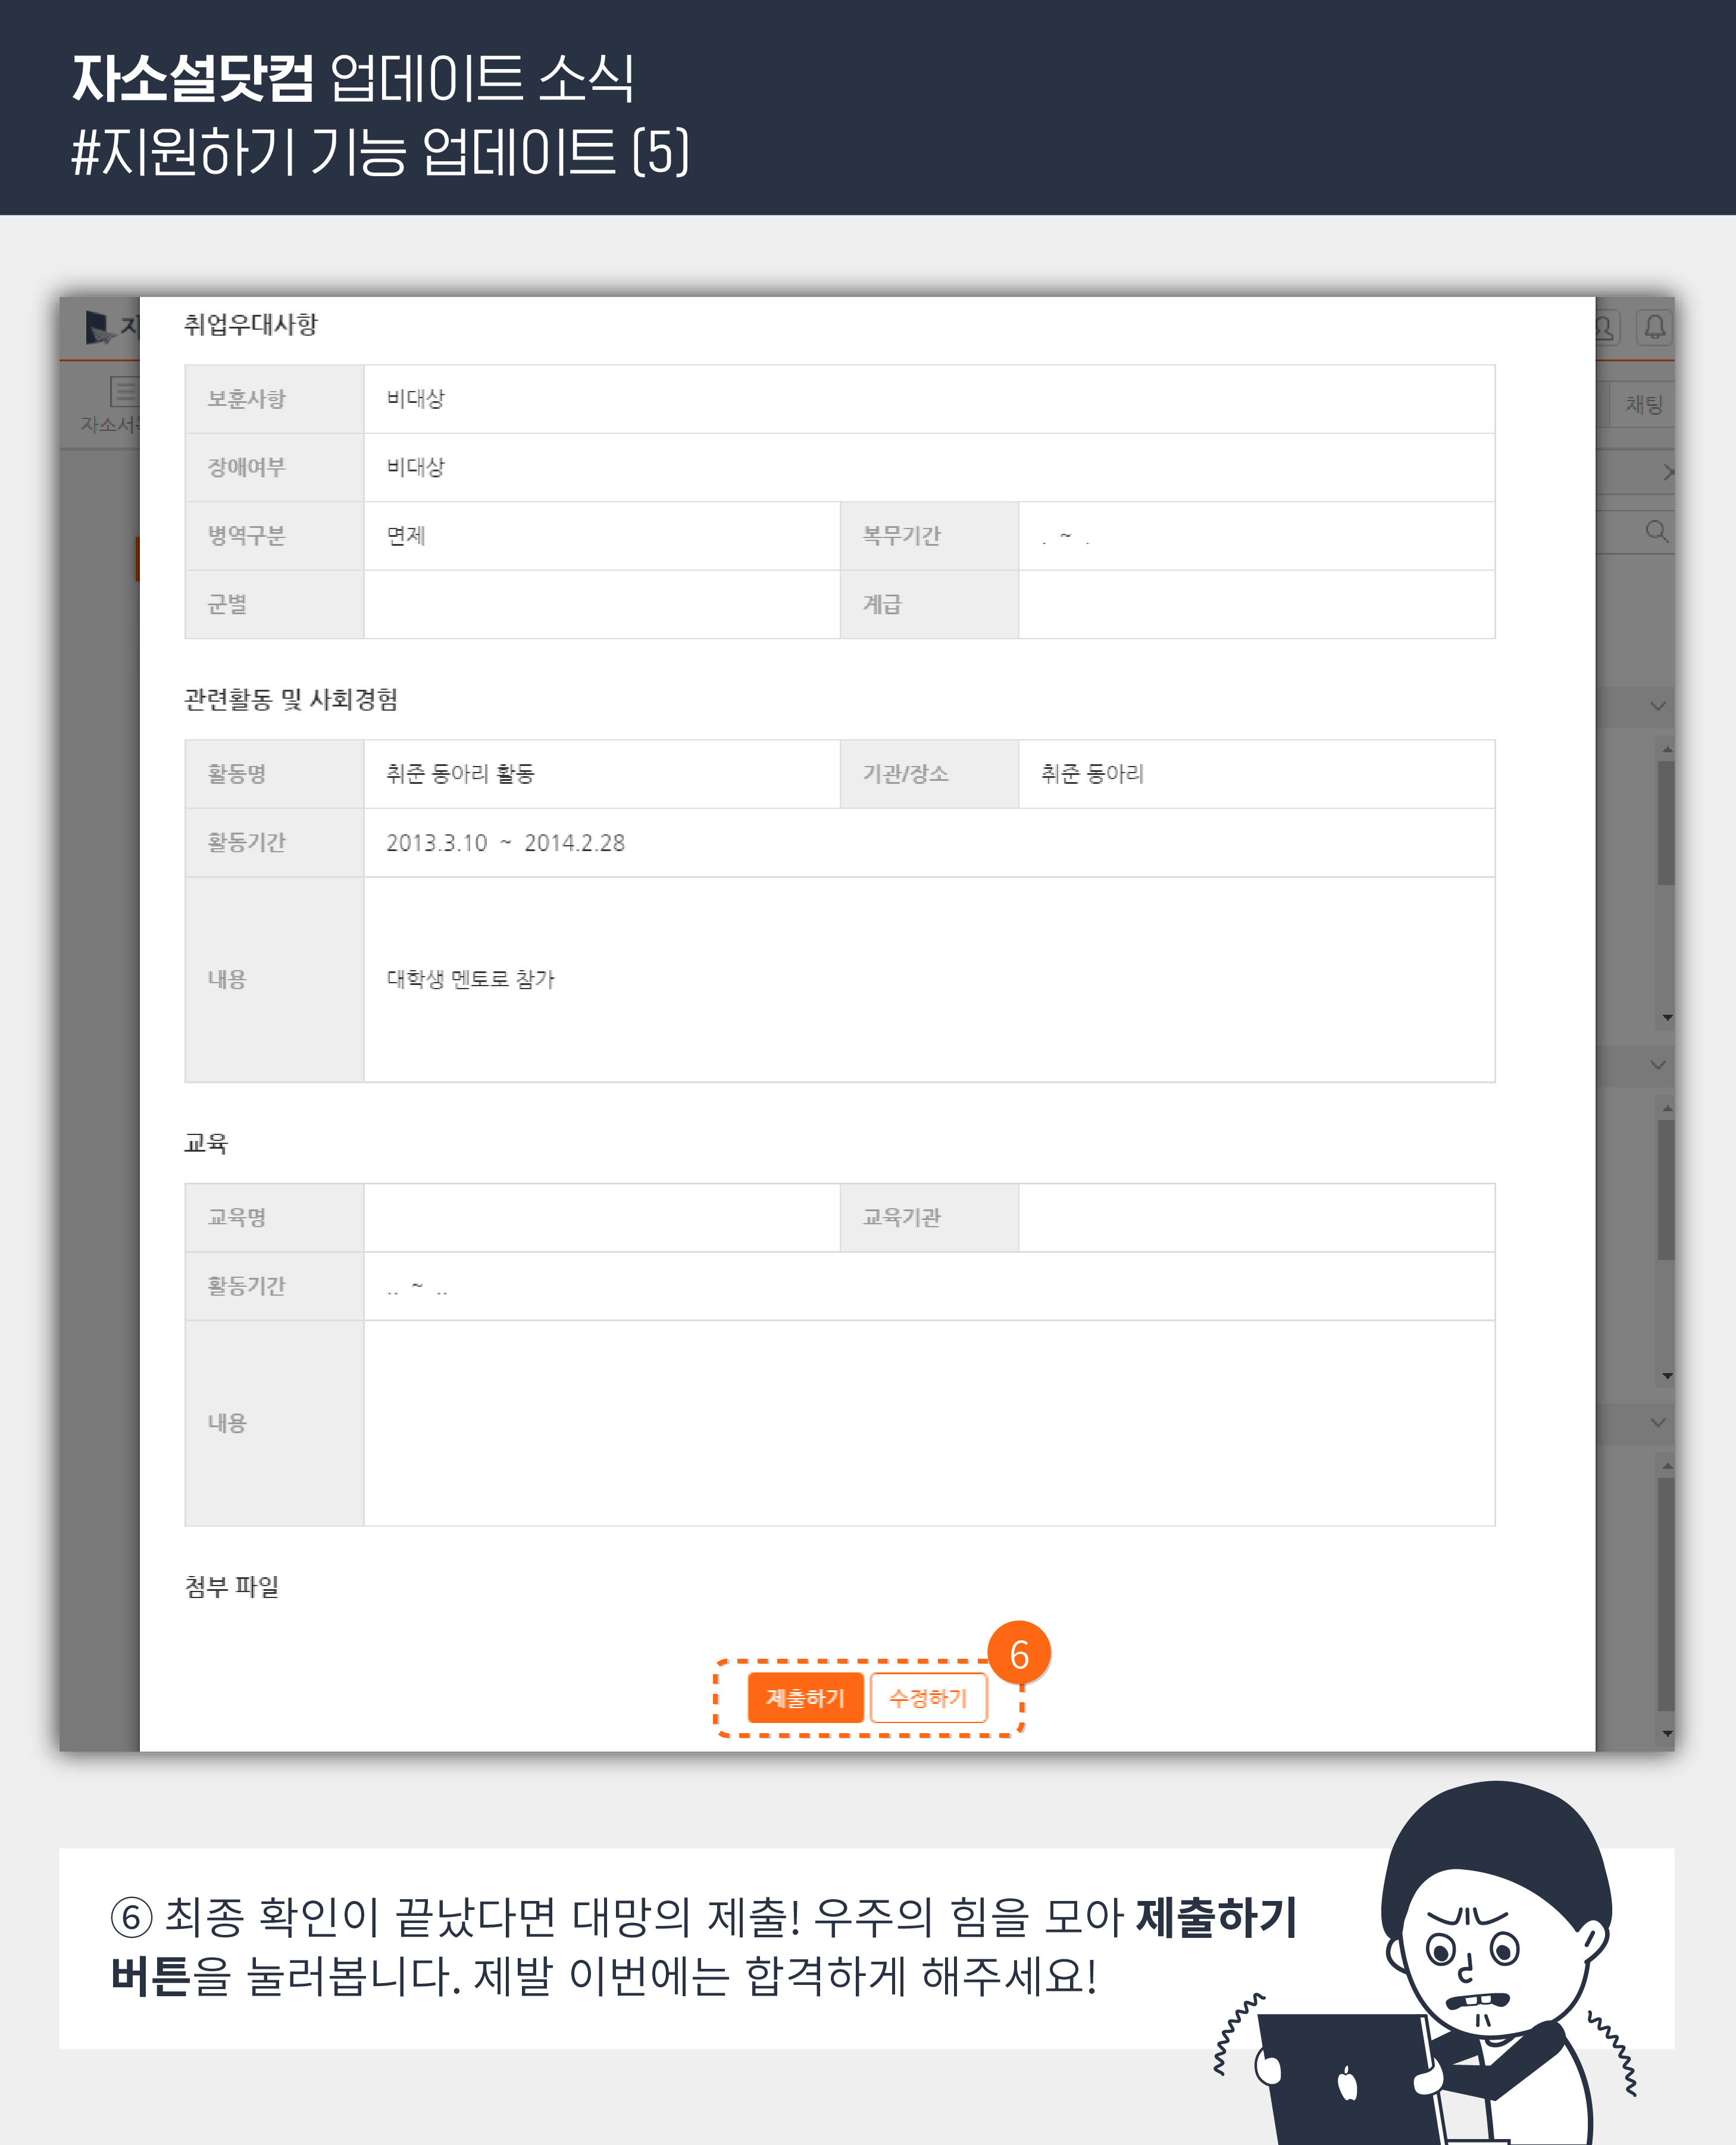 자소설닷컴 업데이트 소식
#지원하기 기능 업데이트 (5)
취업우대사항
보훈사항 비대상
장애여부 비대상
병역구분 면제 복무기간 . ~ .
군별 계급
채팅
관련활동 및 사회경험
활동명 취준 동아리 활동 기관/장소 취준 동아리
활동기간 2013.3.10 ~ 2014.2.28
내용 대학생 멘토로 참가
교육
교육명 교육기관
활동기간 .. ~ ..
내용
첨부 파일
6
제출하기 수정하기
⑥ 최종 확인이 끝났다면 대망의 제출! 우주의 힘을 모아 제출하기
버튼을 눌러봅니다. 제발 이번에는 합격하게 해주세요!